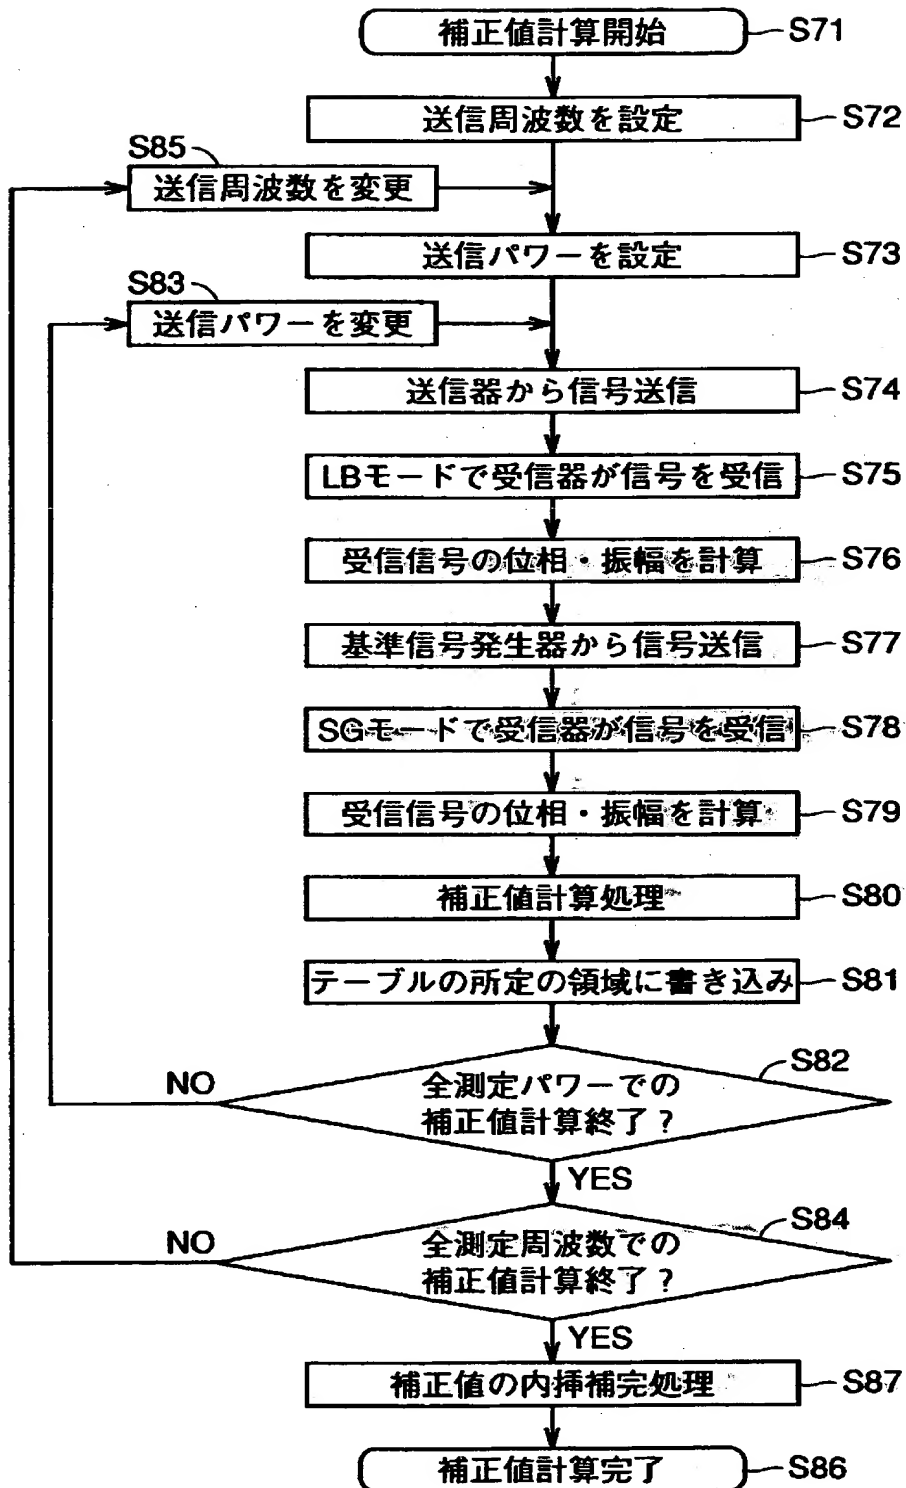 補正値計算開始 S71
送信周波数を設定 S72
S85
送信周波数を変更
送信パワーを設定 S73
S83
送信パワーを変更
送信器から信号送信 S74
LBモードで受信器が信号を受信 S75
受信信号の位相・振幅を計算 S76
基準信号発生器から信号送信 S77
SGモードで受信器が信号を受信 S78
受信信号の位相・振幅を計算 S79
補正値計算処理 S80
テーブルの所定の領域に書き込み S81
S82
NO
全測定パワーでの
補正値計算終了?
YES
S84
NO
全測定周波数での
補正値計算終了?
YES
補正値の内挿補完処理 S87
補正値計算完了 S86